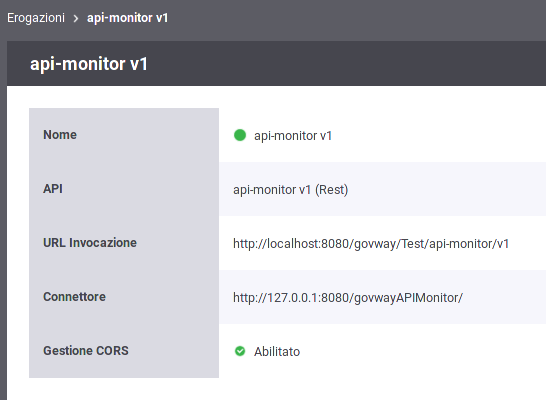 Erogazioni > api-monitor v1
api-monitor v1
Nome api-monitor v1
API api-monitor v1 (Rest)
URL Invocazione http://localhost:8080/govway/Test/api-monitor/v1
Connettore http://127.0.0.1:8080/govwayAPIMonitor/
Gestione CORS Abilitato